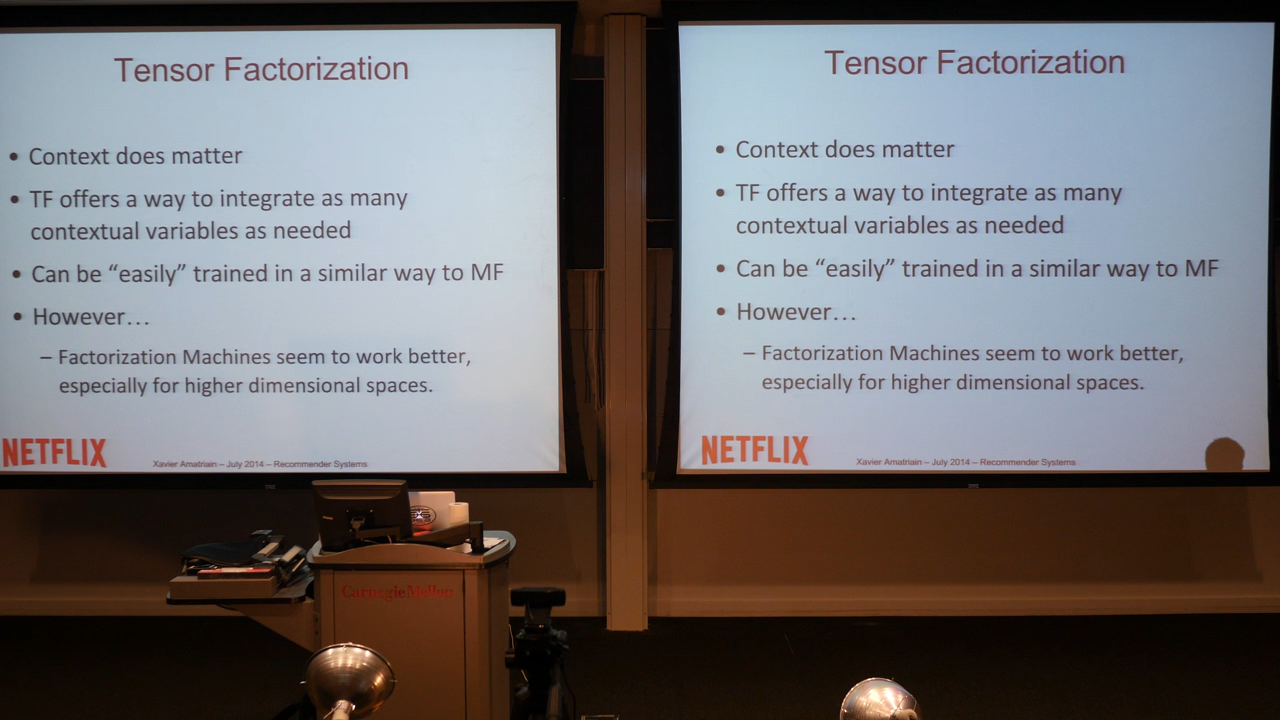 Tensor Factorization
• Context does matter
• TF offers a way to integrate as many
contextual variables as needed
• Can be “easily” trained in a similar way to MF
• However…
– Factorization Machines seem to work better,
especially for higher dimensional spaces.
NETFLIX
Xavier Amatriain – July 2014 – Recommender Systems
Tensor Factorization
• Context does matter
• TF offers a way to integrate as many
contextual variables as needed
• Can be “easily” trained in a similar way to MF
• However…
– Factorization Machines seem to work better,
especially for higher dimensional spaces.
NETFLIX
Xavier Amatriain – July 2014 – Recommender Systems
Carnegie Mellon